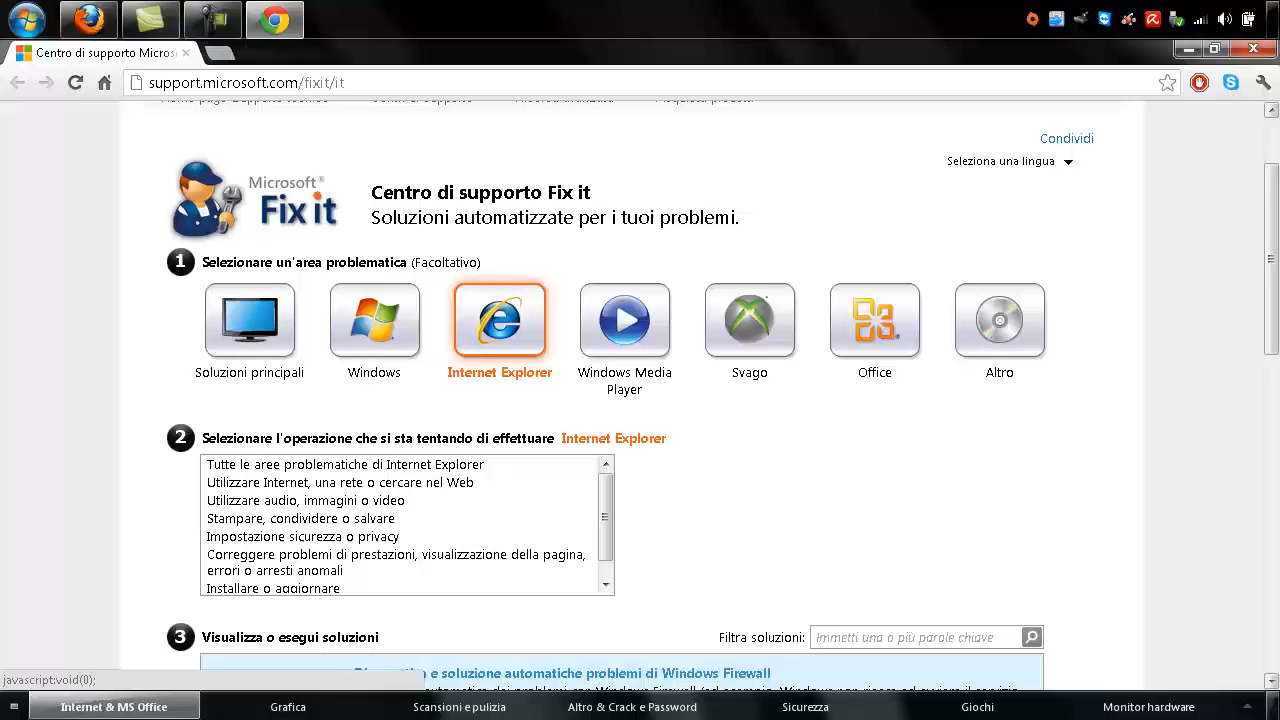 Centro di supporto Micros
support.microsoft.com/fixit/it
Condividi
Seleziona una lingua
Microsoft®
Fix it
Centro di supporto Fix it
Soluzioni automatizzate per i tuoi problemi.
1 Selezionare un'area problematica (Facoltativo)
Soluzioni principali
Windows
Internet Explorer
Windows Media
Player
Svago
Office
Altro
2 Selezionare l'operazione che si sta tentando di effettuare Internet Explorer
Tutte le aree problematiche di Internet Explorer
Utilizzare Internet, una rete o cercare nel Web
Utilizzare audio, immagini o video
Stampare, condividere o salvare
Impostazione sicurezza o privacy
Correggere problemi di prestazioni, visualizzazione della pagina,
errori o arresti anomali
Installare o aggiornare
3 Visualizza o esegui soluzioni
Filtra soluzioni: Immetti una o più parole chiave
e soluzione automatiche problemi di Windows Firewall
javascript:void(0);
Internet & MS Office
Grafica
Scansioni e pulizia
Altro & Crack e Password
Sicurezza
Giochi
Monitor hardware